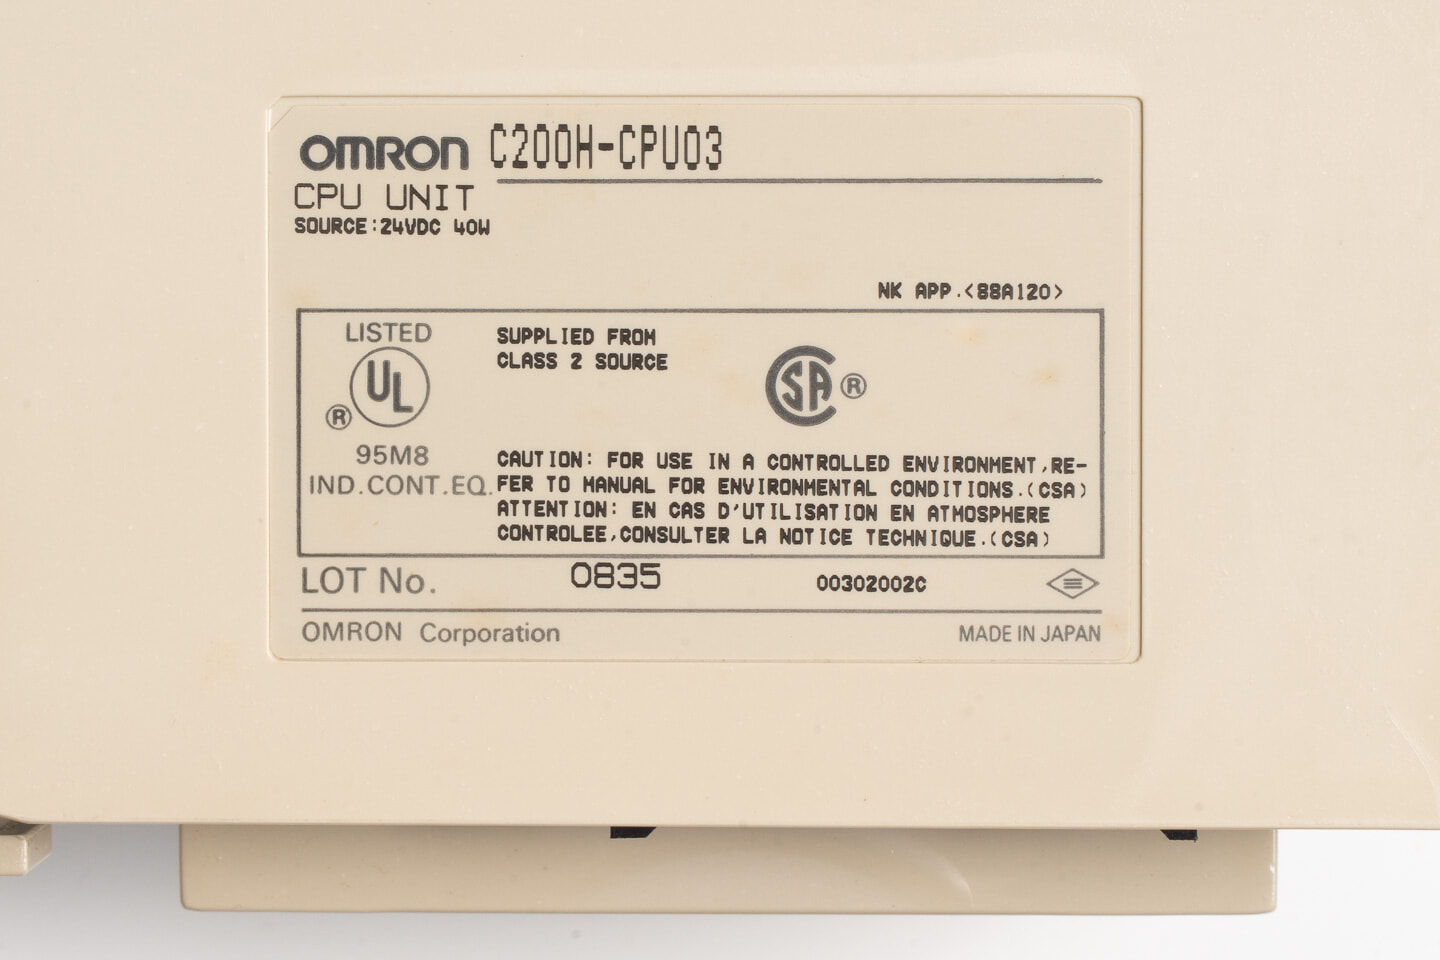 OMRON C200H-CPU03
CPU UNIT
SOURCE:24VDC 40W
NK APP.<88A120>
LISTED
UL
®
95M8
IND.CONT.EQ.
SUPPLIED FROM
CLASS 2 SOURCE
CSA ®
CAUTION: FOR USE IN A CONTROLLED ENVIRONMENT,RE-
FER TO MANUAL FOR ENVIRONMENTAL CONDITIONS.(CSA)
ATTENTION: EN CAS D'UTILISATION EN ATMOSPHERE
CONTROLEE,CONSULTER LA NOTICE TECHNIQUE.(CSA)
LOT No. 0835 00302002C
OMRON Corporation MADE IN JAPAN